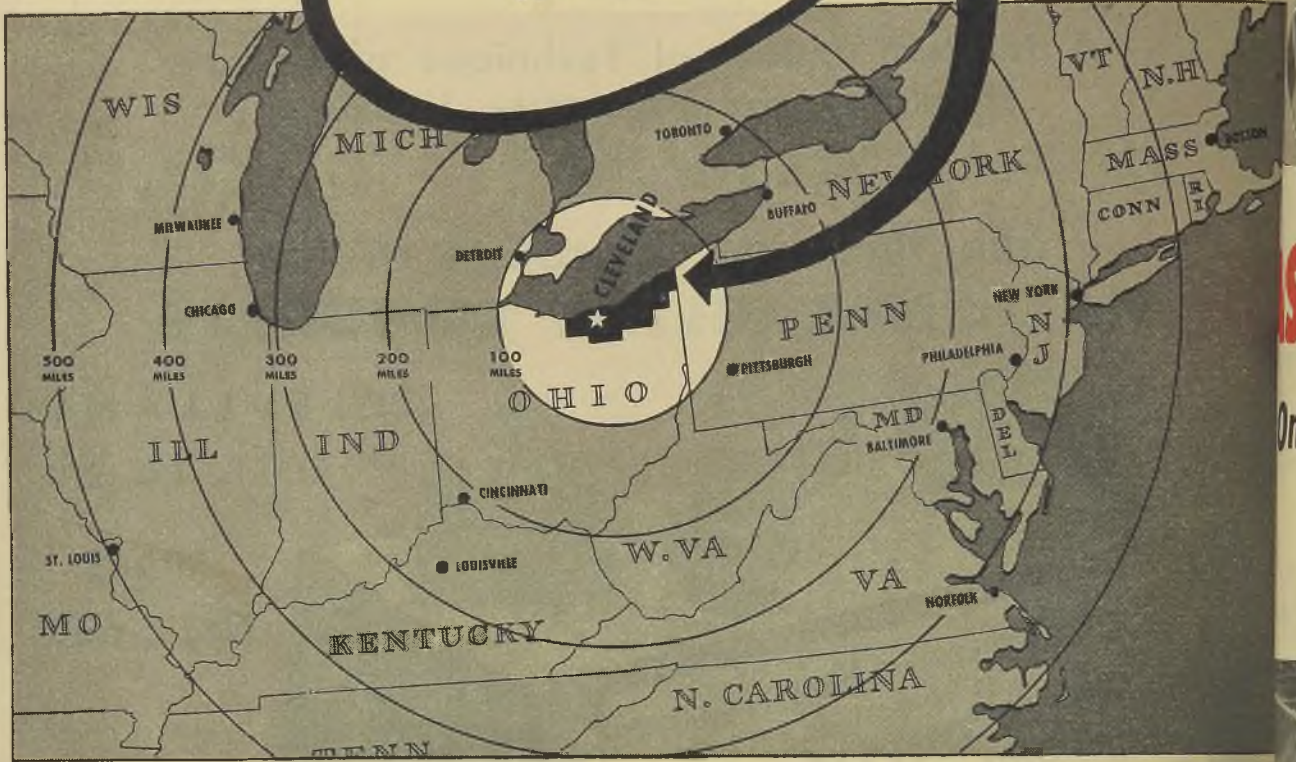 VT
N.H
WIS
MICH
TORONTO
BOSTON
MASS
NEW YORK
CONN
RI
MILWAUKEE
BUFFALO
CLEVELAND
DETROIT
NEW YORK
CHICAGO
PENN
N
J
PHILADELPHIA
500
MILES
400
MILES
300
MILES
200
MILES
100
MILES
PITTSBURGH
OHIO
MD
DEL
BALTIMORE
ILL
IND
CINCINNATI
ST. LOUIS
LOUISVILLE
W. VA
VA
NORFOLK
MO
KENTUCKY
N. CAROLINA
TENN